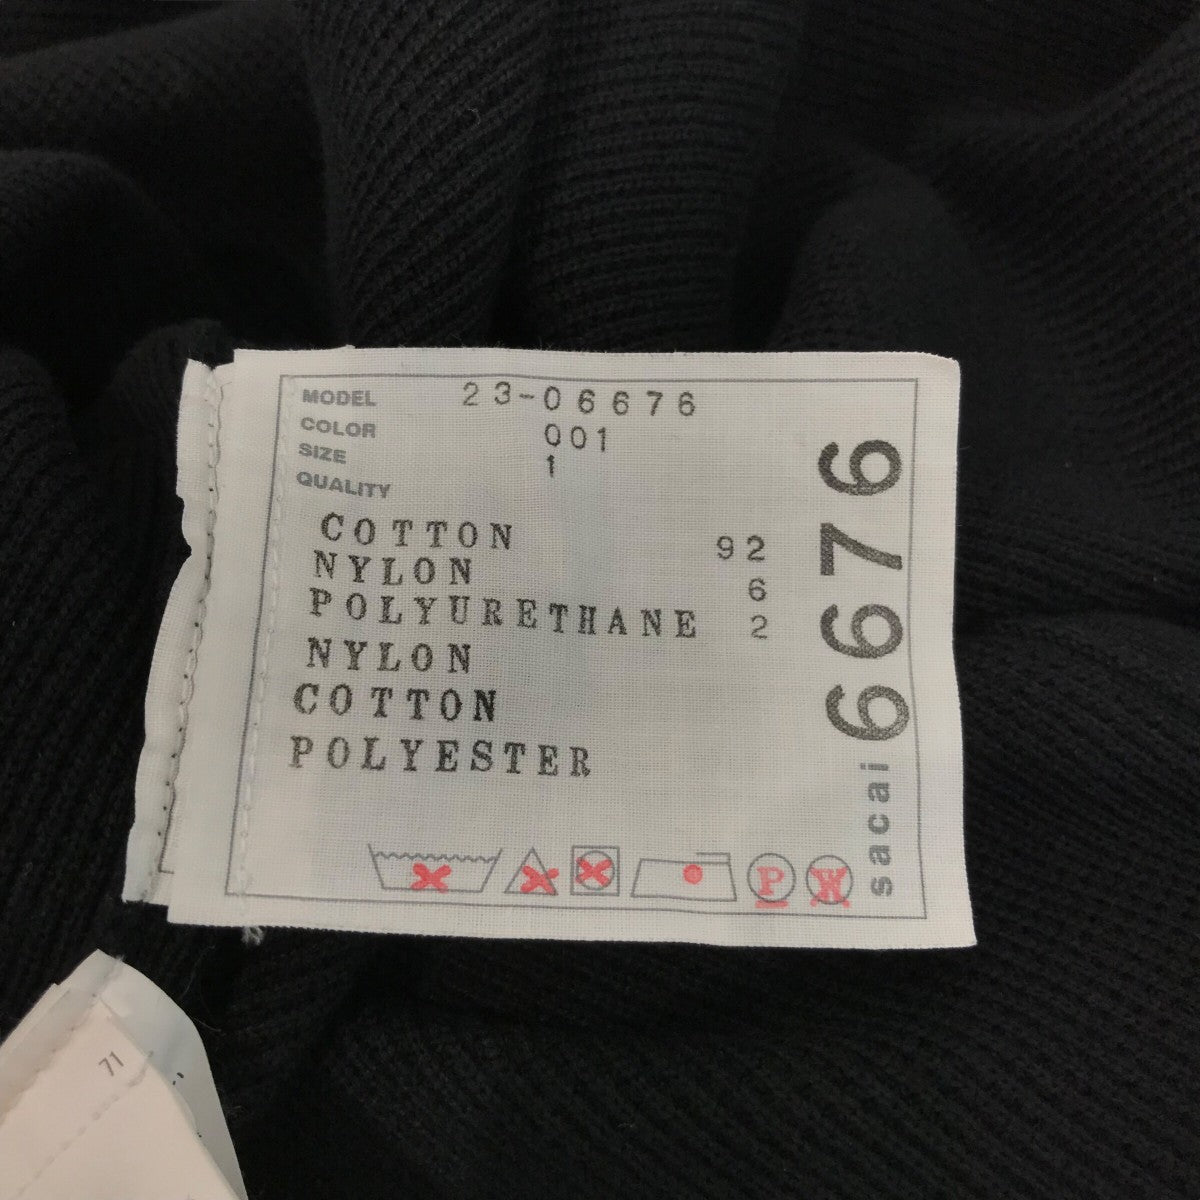 MODEL 23-06676
COLOR 001
SIZE 1
QUALITY
COTTON 92
NYLON 6
POLYURETHANE 2
NYLON
COTTON
POLYESTER
P W
sacai 6676
71